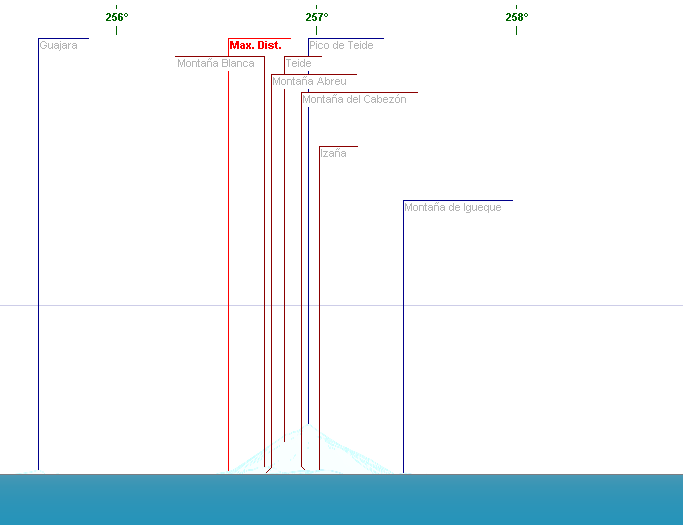 256° 257° 258°
Guajara Max. Dist. Pico de Teide
Montaña Blanca Teide
Montaña Abreu
Montaña del Cabezón
Izaña
Montaña de Igueque